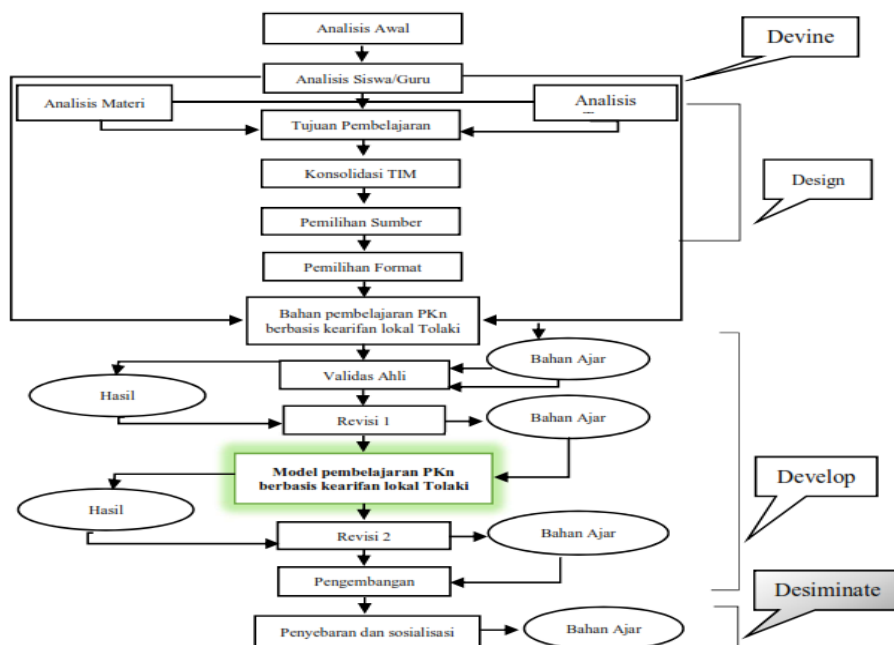 Analisis Awal
Devine
Analisis Siswa/Guru
Analisis Materi
Analisis
Tujuan Pembelajaran
Konsolidasi TIM
Design
Pemilihan Sumber
Pemilihan Format
Bahan pembelajaran PKn
berbasis kearifan lokal Tolaki
Bahan Ajar
Validas Ahli
Hasil
Revisi 1
Bahan Ajar
Model pembelajaran PKn
berbasis kearifan lokal Tolaki
Develop
Hasil
Revisi 2
Bahan Ajar
Pengembangan
Desiminate
Penyebaran dan sosialisasi
Bahan Ajar